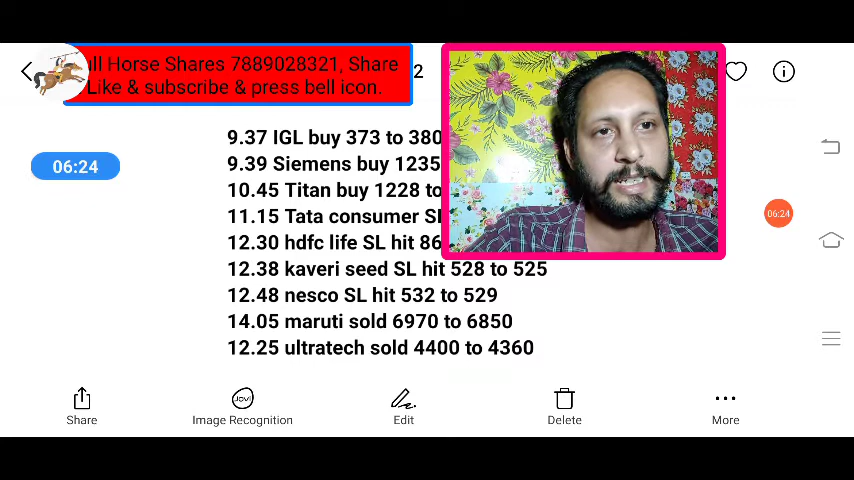 ll Horse Shares 7889028321, Share
Like & subscribe & press bell icon.
2
06:24
9.37 IGL buy 373 to 380
9.39 Siemens buy 1235
10.45 Titan buy 1228 to
11.15 Tata consumer SL
12.30 hdfc life SL hit 86
12.38 kaveri seed SL hit 528 to 525
12.48 nesco SL hit 532 to 529
14.05 maruti sold 6970 to 6850
12.25 ultratech sold 4400 to 4360
06:24
Jovi
Share
Image Recognition
Edit
Delete
More